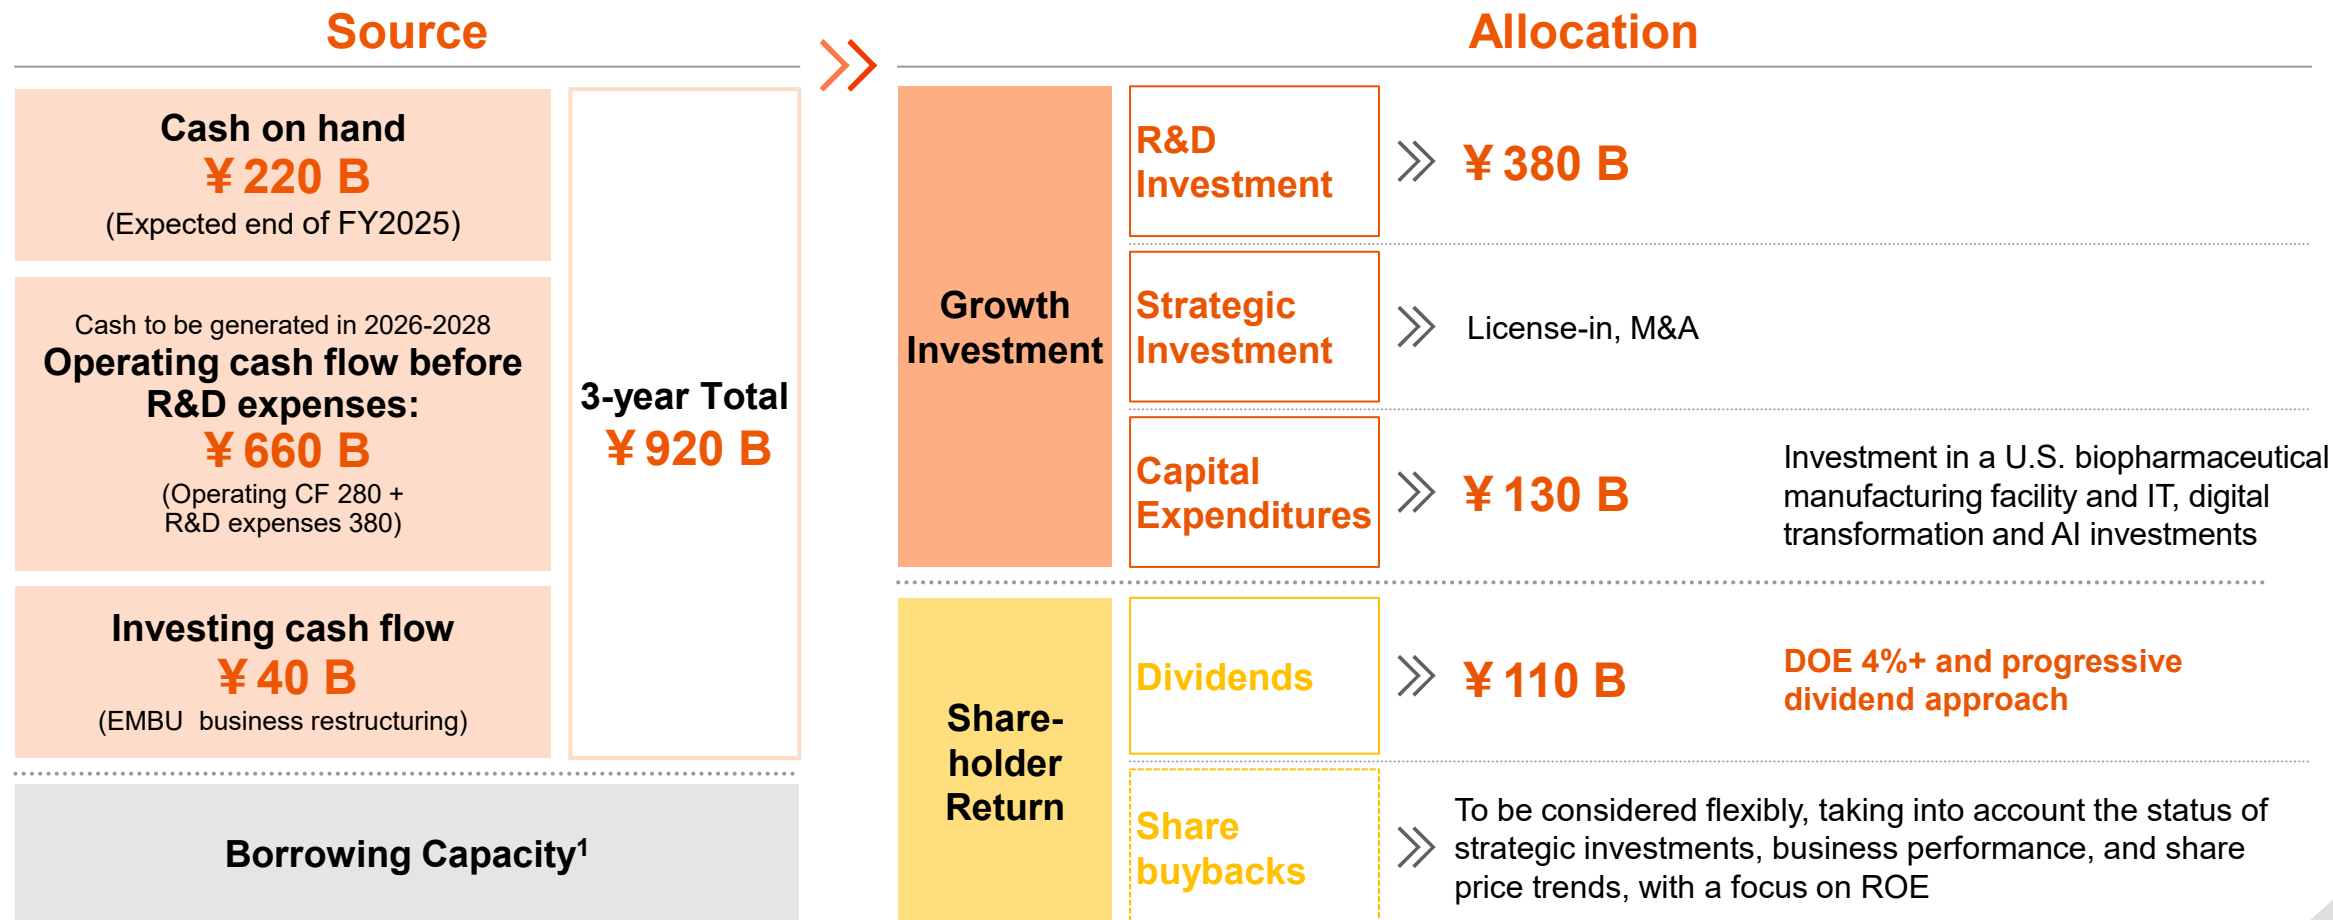 Source
Cash on hand
¥ 220 B
(Expected end of FY2025)
Cash to be generated in 2026-2028
Operating cash flow before
R&D expenses:
¥ 660 B
(Operating CF 280 +
R&D expenses 380)
Investing cash flow
¥ 40 B
(EMBU business restructuring)
3-year Total
¥ 920 B
Borrowing Capacity¹
Allocation
Growth
Investment
R&D
Investment
¥ 380 B
Strategic
Investment
License-in, M&A
Capital
Expenditures
¥ 130 B
Investment in a U.S. biopharmaceutical
manufacturing facility and IT, digital
transformation and AI investments
Share-
holder
Return
Dividends
¥ 110 B
DOE 4%+ and progressive
dividend approach
Share
buybacks
To be considered flexibly, taking into account the status of
strategic investments, business performance, and share
price trends, with a focus on ROE